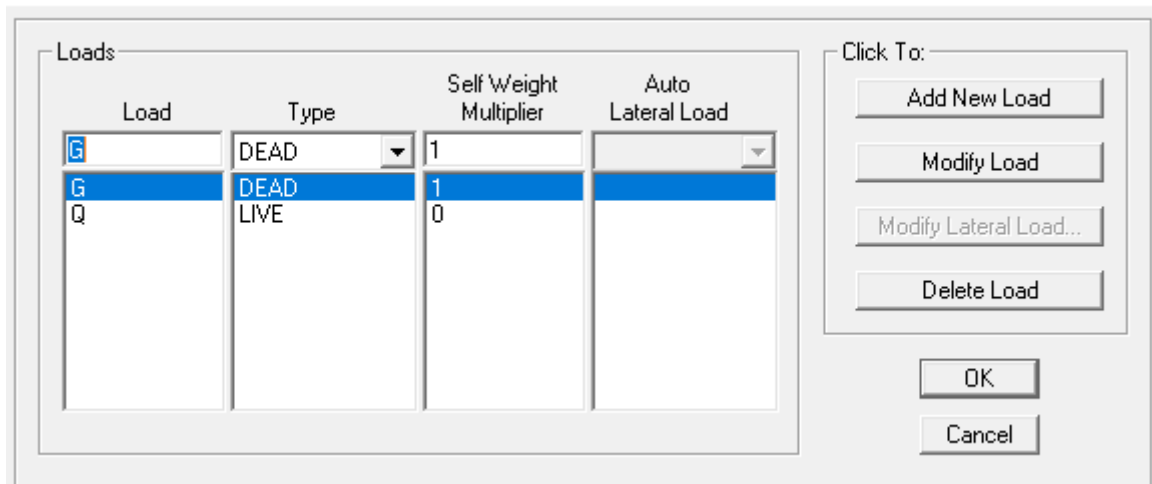 Loads
Click To:
Load
Type
Self Weight
Multiplier
Auto
Lateral Load
G
DEAD
1
G
DEAD
1
Q
LIVE
0
Add New Load
Modify Load
Modify Lateral Load...
Delete Load
OK
Cancel